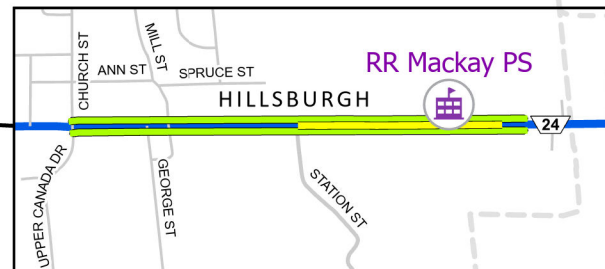 RR Mackay PS
CHURCH ST
MILL ST
ANN ST
SPRUCE ST
HILLSBURGH
24
UPPER CANADA DR
GEORGE ST
STATION ST